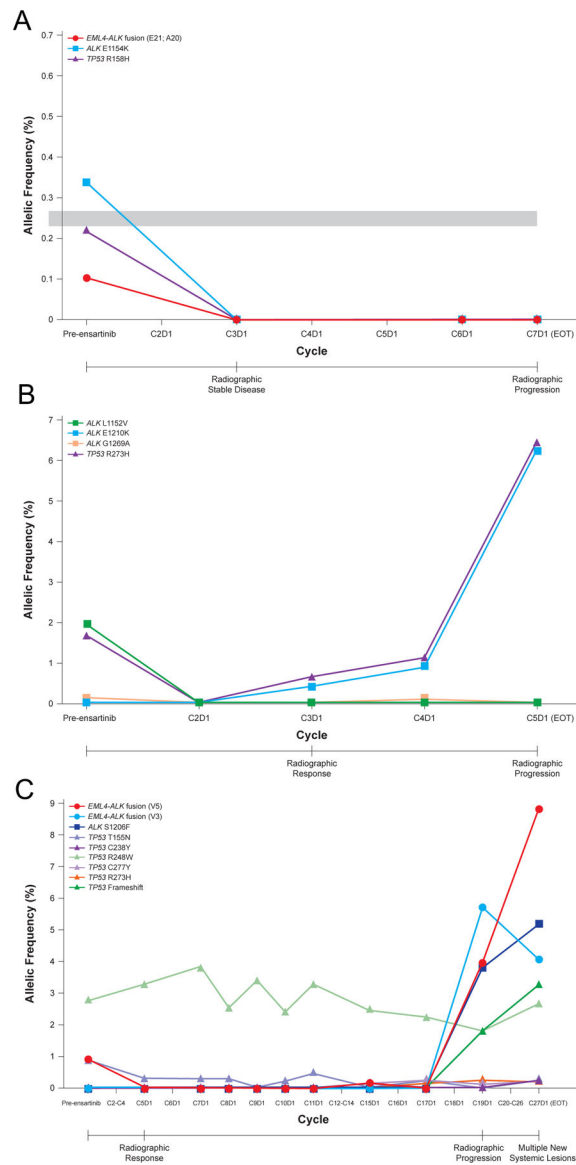 A
0.7
0.6
0.5
0.4
0.3
0.2
0.1
0
Allelic Frequency (%)
EML4-ALK fusion (E21; A20)
ALK E1154K
TP53 R158H
Pre-ensartinib C2D1 C3D1 C4D1 C5D1 C6D1 C7D1 (EOT)
Cycle
Radiographic Radiographic
Stable Disease Progression
B
7
6
5
4
3
2
1
0
Allelic Frequency (%)
ALK L1152V
ALK E1210K
ALK G1269A
TP53 R273H
Pre-ensartinib C2D1 C3D1 C4D1 C5D1 (EOT)
Cycle
Radiographic Radiographic
Response Progression
C
9
8
7
6
5
4
3
2
1
0
Allelic Frequency (%)
EML4-ALK fusion (V5)
EML4-ALK fusion (V3)
ALK S1206F
TP53 T155N
TP53 C238Y
TP53 R248W
TP53 C277Y
TP53 R273H
TP53 Frameshift
Pre-ensartinib C2-C4 C5D1 C6D1 C7D1 C8D1 C9D1 C10D1 C11D1 C12-C14 C15D1 C16D1 C17D1 C18D1 C19D1 C20-C26 C27D1 (EOT)
Cycle
Radiographic Radiographic Multiple New
Response Progression Systemic Lesions